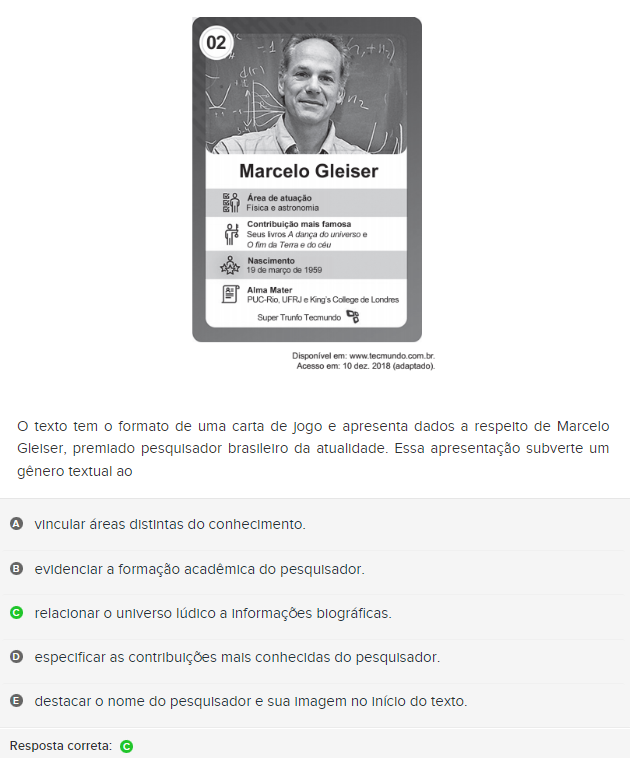 02
Marcelo Gleiser
Área de atuação
Física e astronomia
Contribuição mais famosa
Seus livros A dança do universo e
O fim da Terra e do céu
Nascimento
19 de março de 1959
Alma Mater
PUC-Rio, UFRJ e King's College de Londres
Super Trunfo Tecmundo
Disponível em: www.tecmundo.com.br.
Acesso em: 10 dez. 2018 (adaptado).
O texto tem o formato de uma carta de jogo e apresenta dados a respeito de Marcelo
Gleiser, premiado pesquisador brasileiro da atualidade. Essa apresentação subverte um
gênero textual ao
A vincular áreas distintas do conhecimento.
B evidenciar a formação acadêmica do pesquisador.
C relacionar o universo lúdico a informações biográficas.
D especificar as contribuições mais conhecidas do pesquisador.
E destacar o nome do pesquisador e sua imagem no início do texto.
Resposta correta: C